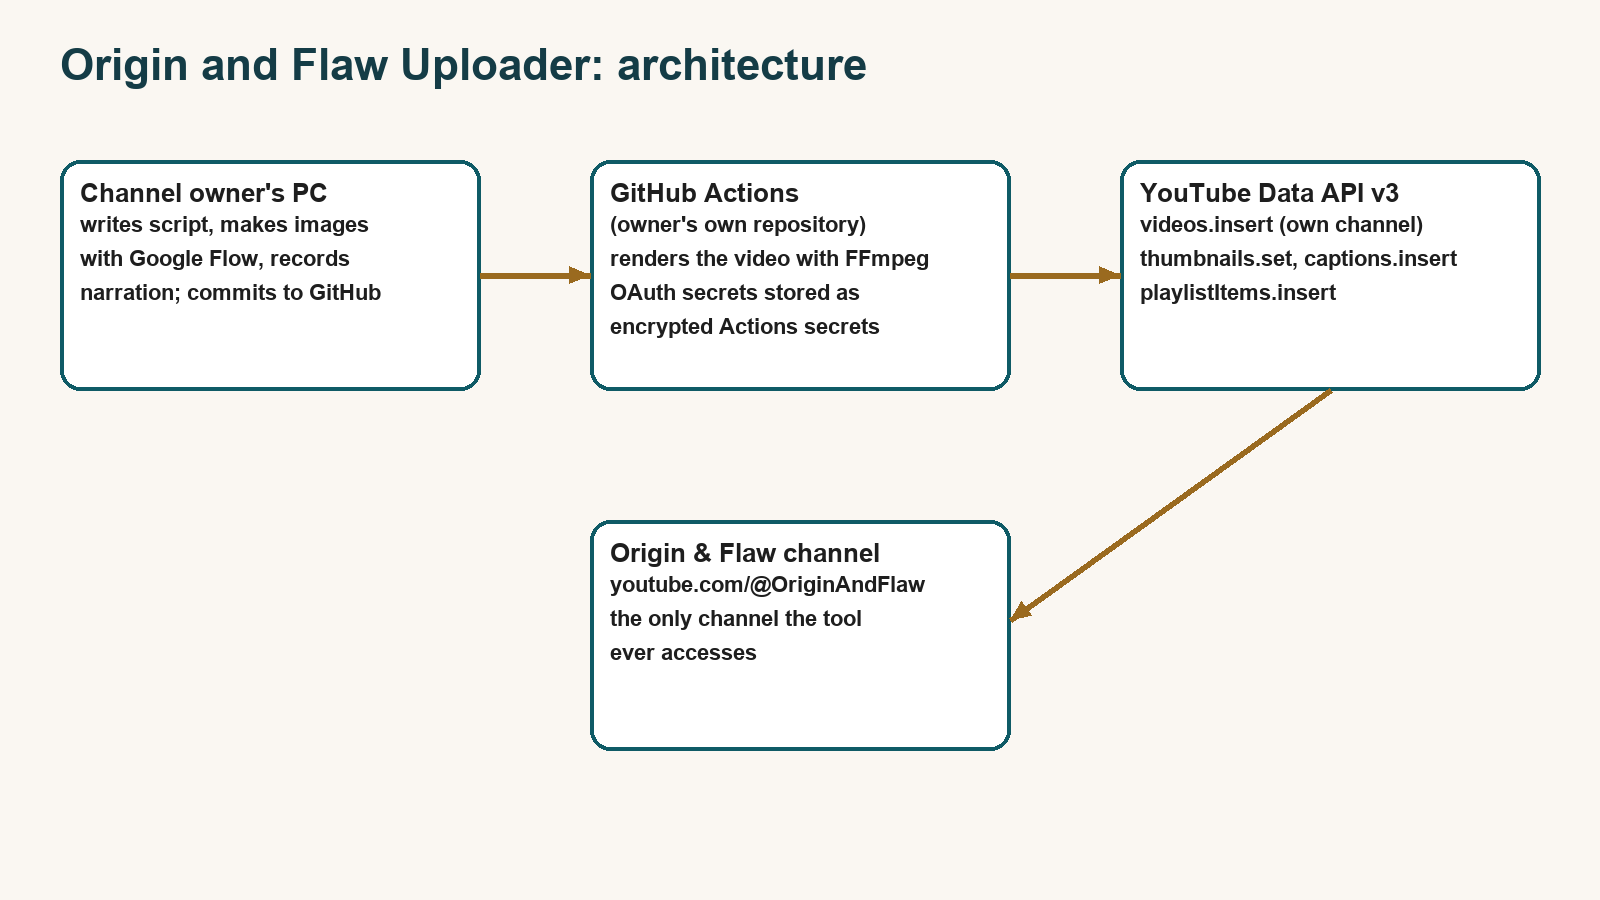 Origin and Flaw Uploader: architecture
Channel owner's PC
writes script, makes images
with Google Flow, records
narration; commits to GitHub
GitHub Actions
(owner's own repository)
renders the video with FFmpeg
OAuth secrets stored as
encrypted Actions secrets
YouTube Data API v3
videos.insert (own channel)
thumbnails.set, captions.insert
playlistItems.insert
Origin & Flaw channel
youtube.com/@OriginAndFlaw
the only channel the tool
ever accesses